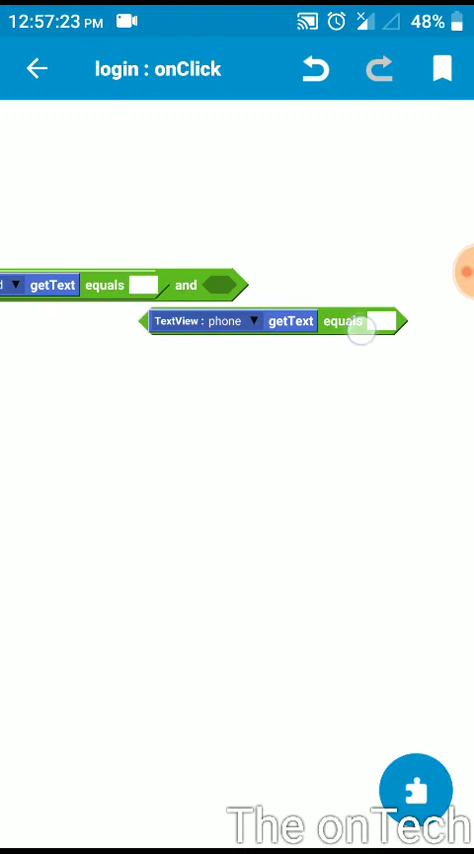 12:57:23 PM 48%
login : onClick
getText equals and
TextView : phone getText equals
The onTech